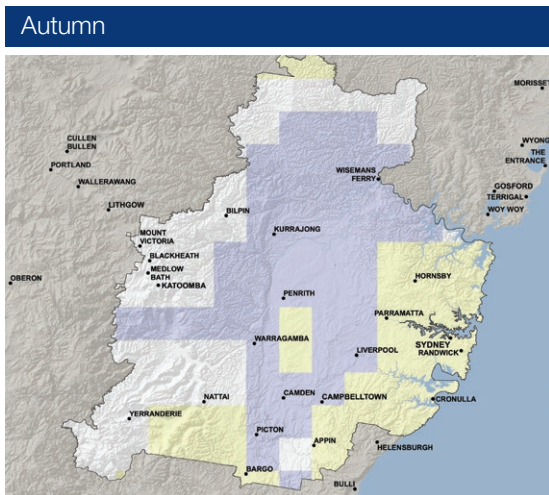 Autumn
MORISSET
CULLEN
BULLEN
WYONG
PORTLAND
THE
ENTRANCE
WALLERAWANG
WISEMANS
FERRY
GOSFORD
TERRIGAL
LITHGOW
BILPIN
WOY WOY
KURRAJONG
MOUNT
VICTORIA
BLACKHEATH
MEDLOW
BATH
OBERON
KATOOMBA
HORNSBY
PENRITH
PARRAMATTA
WARRAGAMBA
SYDNEY
RANDWICK
LIVERPOOL
NATTAI
CAMDEN
CAMPBELLTOWN
CRONULLA
YERRANDERIE
PICTON
APPIN
HELENSBURGH
BARGO
BULLI